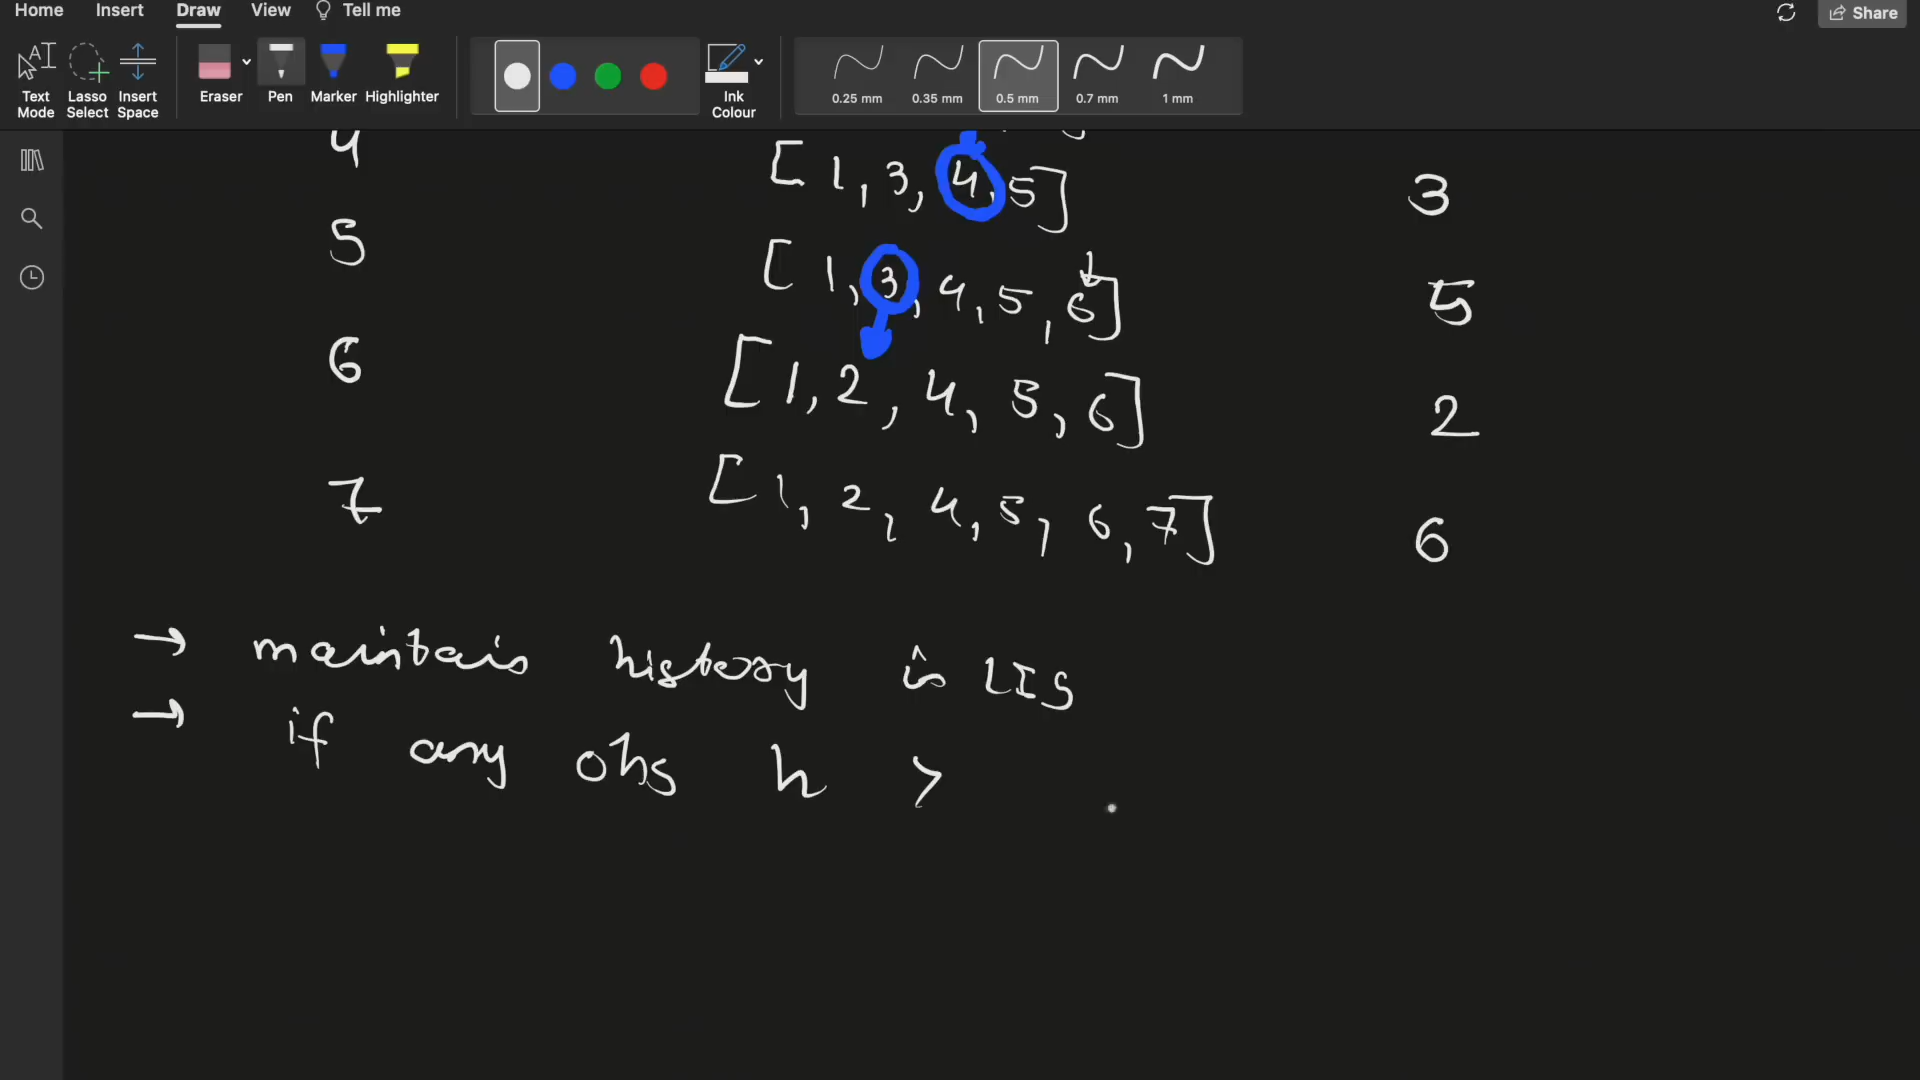 Home Insert Draw View Tell me Share
Text Mode Lasso Select Insert Space Eraser Pen Marker Highlighter Ink Colour 0.25 mm 0.35 mm 0.5 mm 0.7 mm 1 mm
4 [1, 3, 4, 5] 3
5 [1, 3, 4, 5, 6] 5
6 [1, 2, 4, 5, 6] 2
7 [1, 2, 4, 5, 6, 7] 6
→ maintain history in LIS
→ if any obs h >